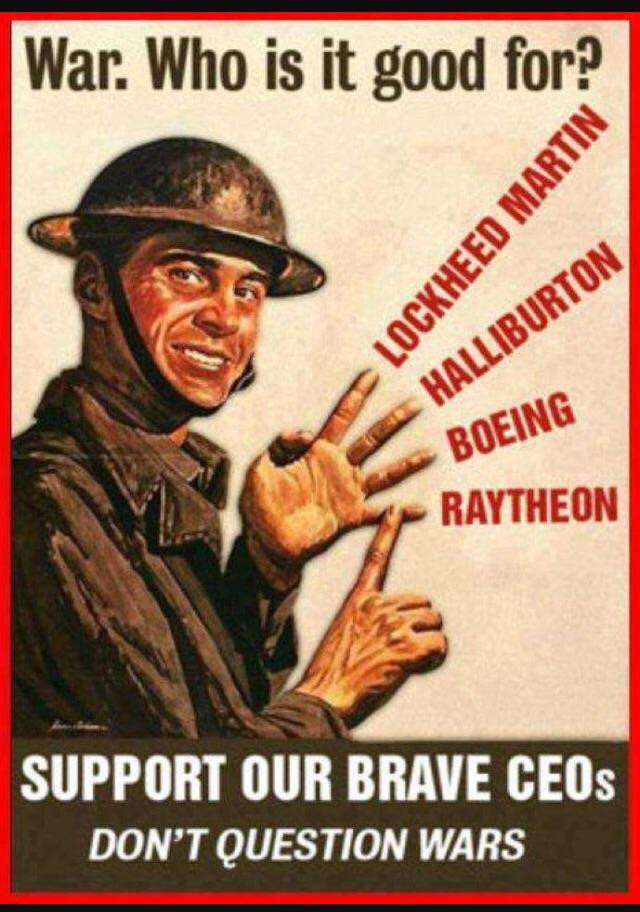 War. Who is it good for?
LOCKHEED MARTIN
HALLIBURTON
BOEING
RAYTHEON
SUPPORT OUR BRAVE CEOs
DON'T QUESTION WARS